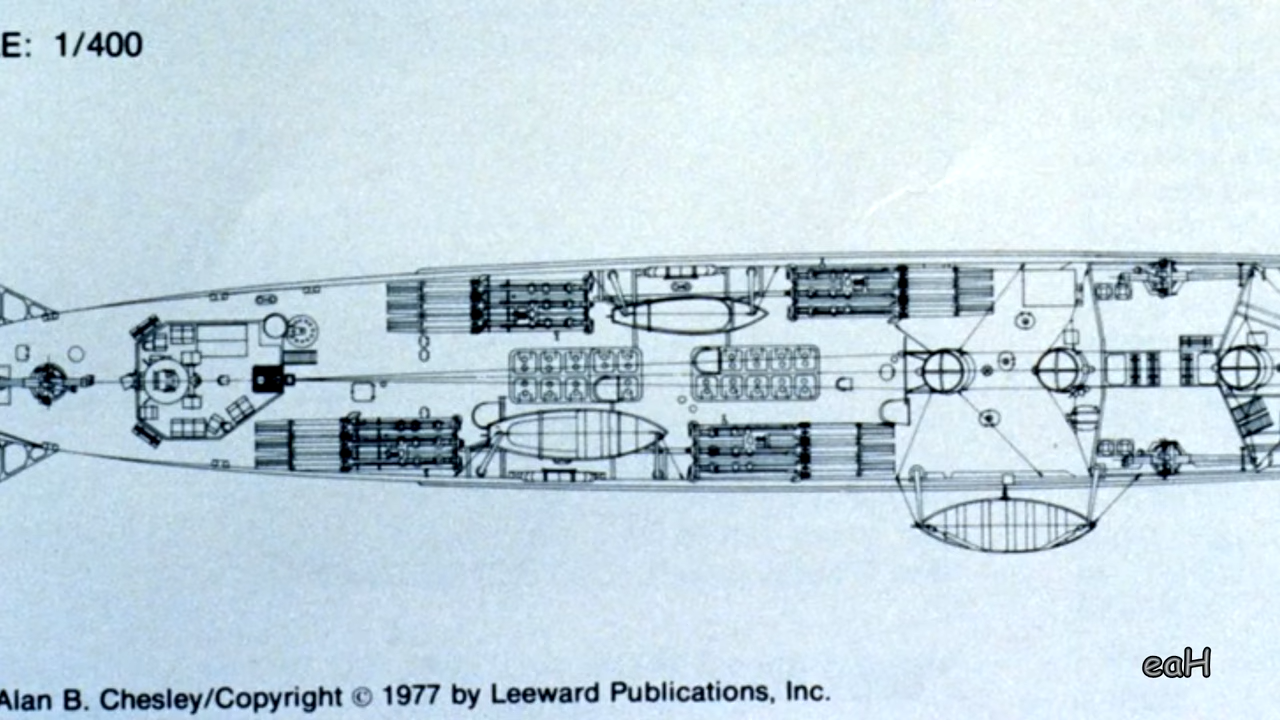 E: 1/400
Alan B. Chesley/Copyright © 1977 by Leeward Publications, Inc.
eaH